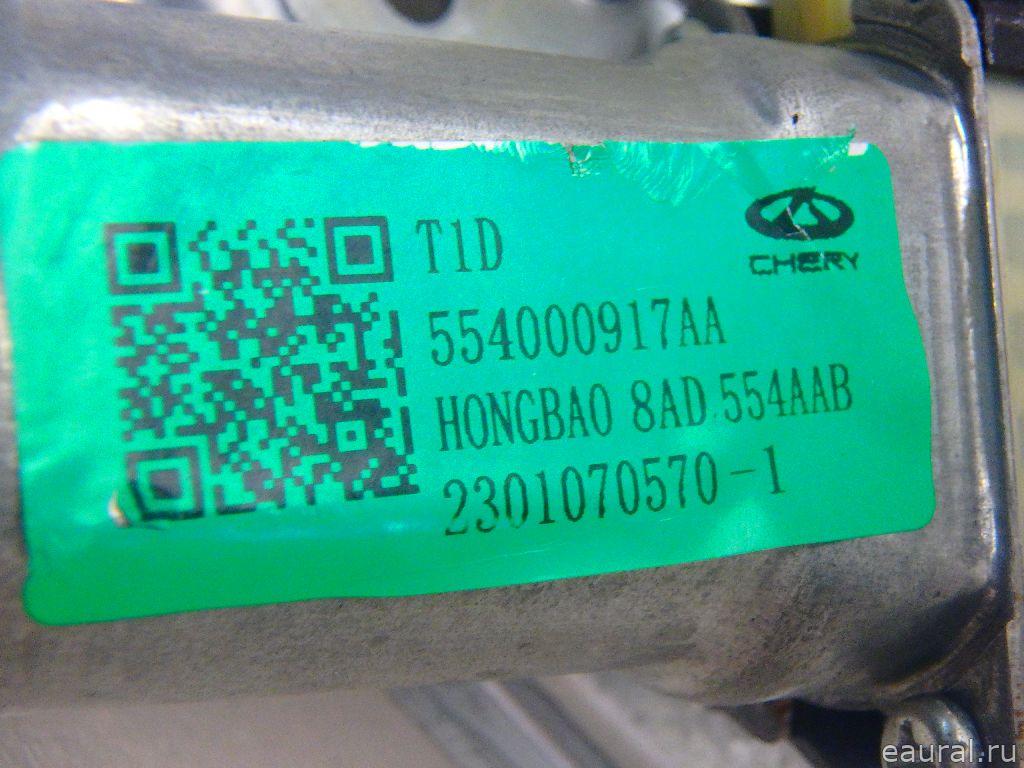 T1D
CHERY
554000917AA
HONGBAO 8AD 554AAB
2301070570-1
eaural.ru